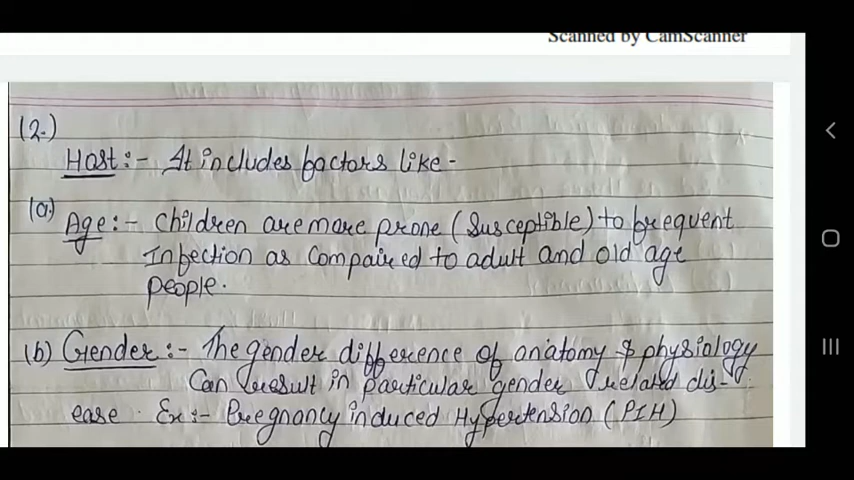 Scanned by CamScanner
(2.)
Host :- It includes factors like -
(a) Age :- Children are more prone (Susceptible) to frequent
Infection as compaired to adult and old age
people.
(b) Gender :- The gender difference of anatomy & physiology
Can result in particular gender related dis-
ease. Ex :- Pregnancy induced Hypertension (PIH)